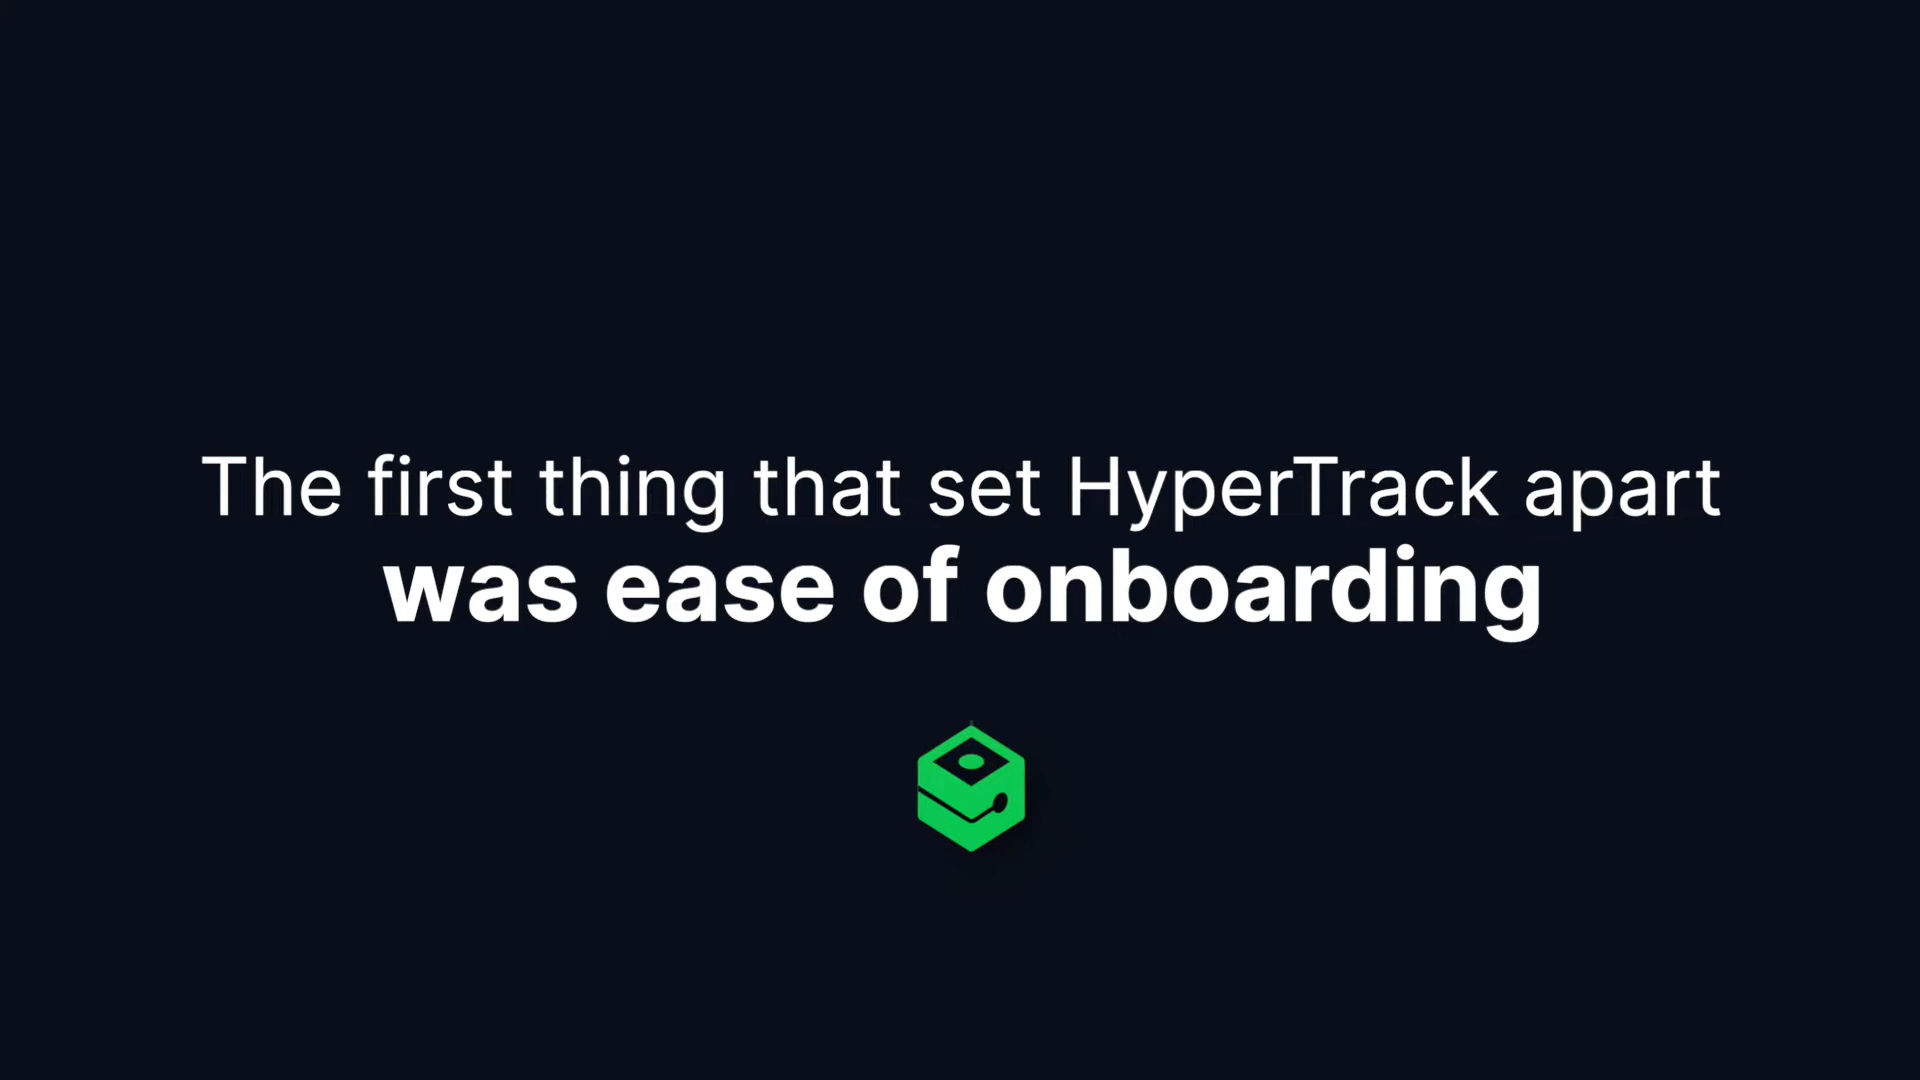 The first thing that set HyperTrack apart
was ease of onboarding